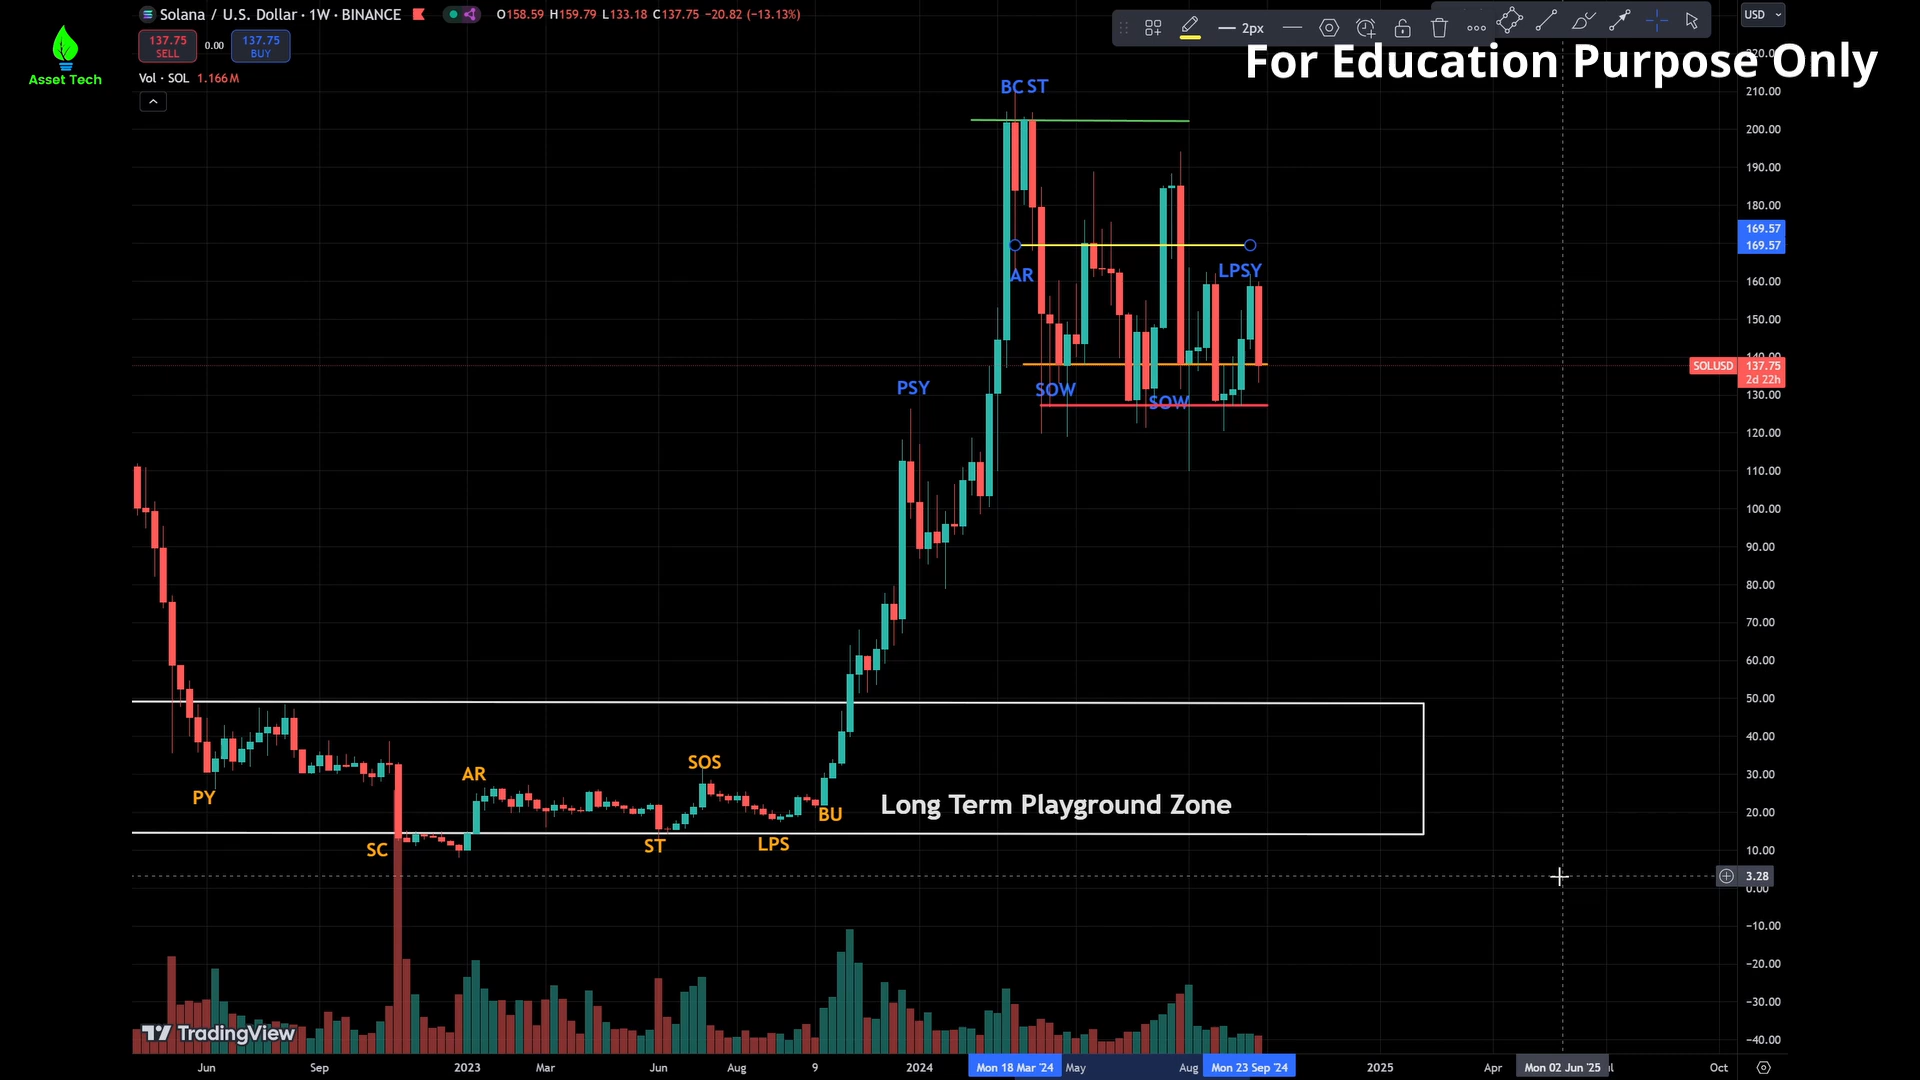 Solana / U.S. Dollar · 1W · BINANCE O158.59 H159.79 L133.18 C137.75 −20.82 (−13.13%)
2px
USD
Asset Tech
137.75 SELL 0.00 137.75 BUY
For Education Purpose Only
Vol · SOL 1.166M
BC ST
210.00
200.00
190.00
180.00
169.57
169.57
AR
LPSY
160.00
150.00
SOLUSD 137.75
2d 22h
PSY
SOW
130.00
SOW
120.00
110.00
100.00
90.00
80.00
70.00
60.00
50.00
40.00
SOS
AR
30.00
PY
Long Term Playground Zone
BU
20.00
SC
ST
LPS
10.00
3.28
0.00
−10.00
−20.00
−30.00
TradingView
−40.00
Jun Sep 2023 Mar Jun Aug 9 2024 Mon 18 Mar '24 May Aug Mon 23 Sep '24 2025 Apr Mon 02 Jun '25 Oct